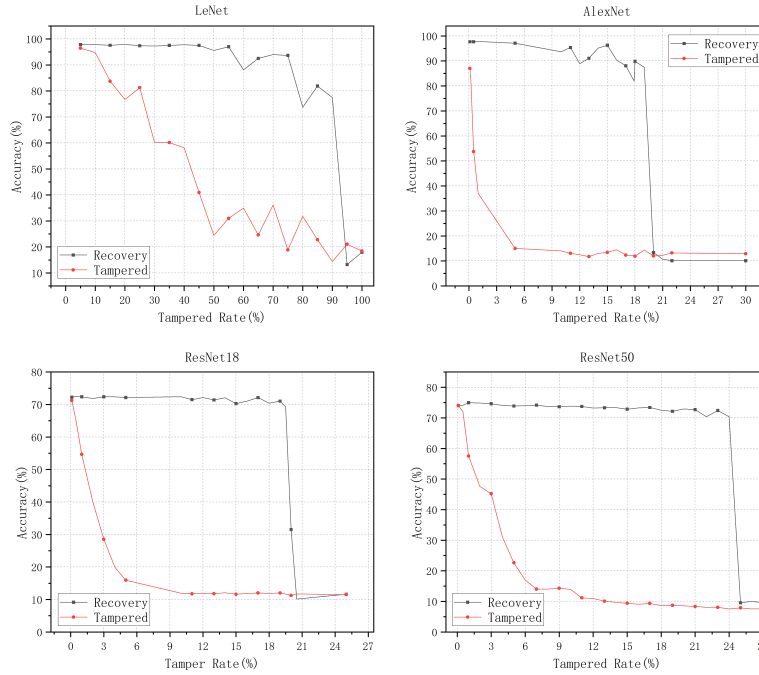 LeNet
Accuracy(%)
100
90
80
70
60
50
40
30
20
10
Recovery
Tampered
0 10 20 30 40 50 60 70 80 90 100
Tampered Rate(%)
AlexNet
Accuracy(%)
100
90
80
70
60
50
40
30
20
10
0
Recovery
Tampered
0 3 6 9 12 15 18 21 24 27 30
Tampered Rate(%)
ResNet18
Accuracy(%)
80
70
60
50
40
30
20
10
0
Recovery
Tampered
0 3 6 9 12 15 18 21 24 27
Tamper Rate(%)
ResNet50
Accuracy(%)
80
70
60
50
40
30
20
10
0
Recovery
Tampered
0 3 6 9 12 15 18 21 24
Tampered Rate(%)